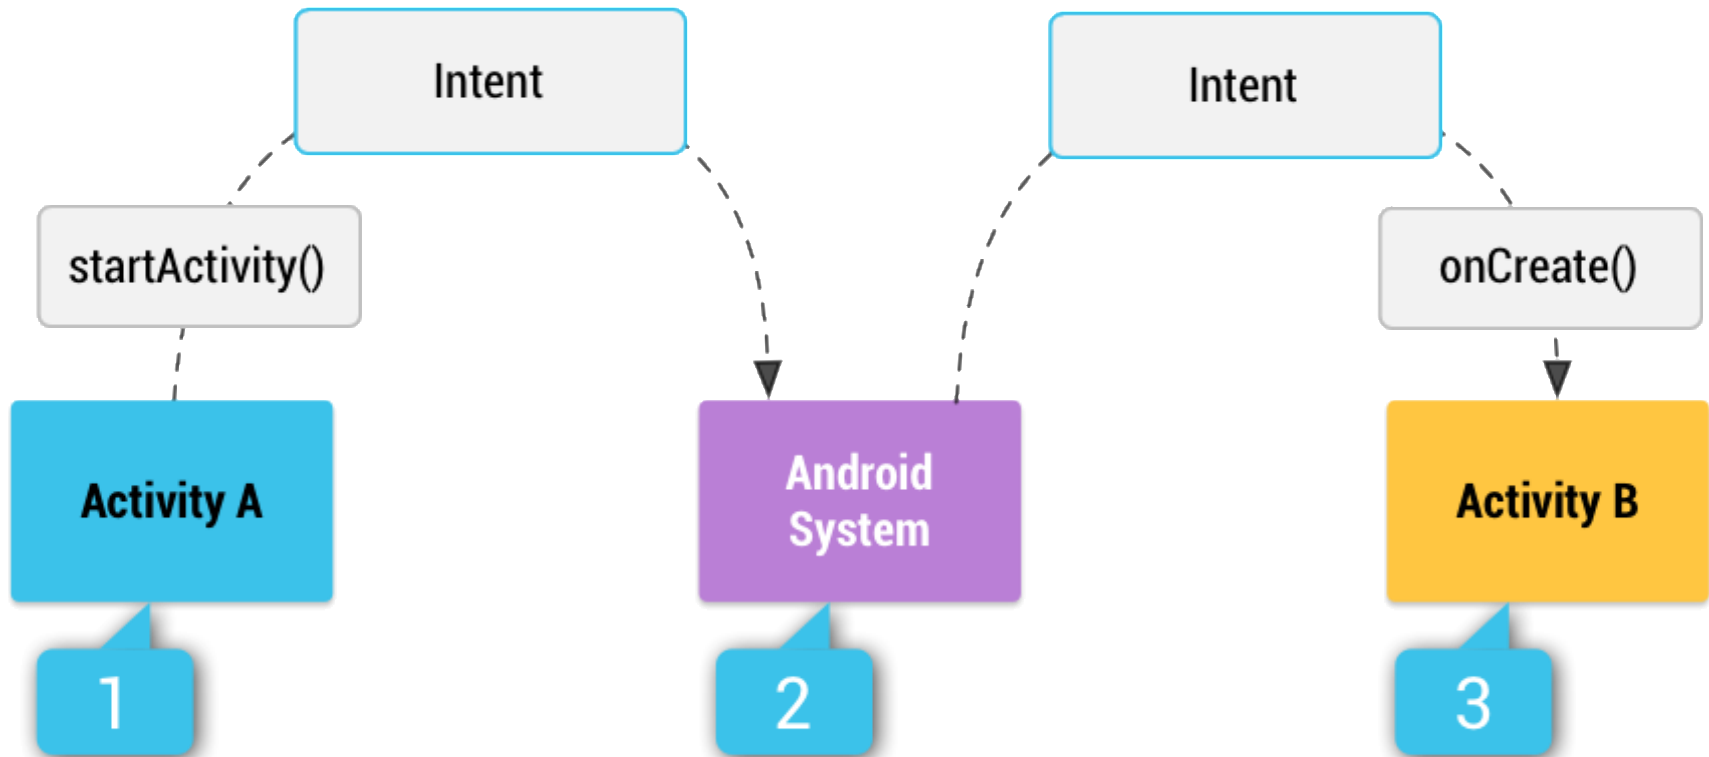 Intent
Intent
startActivity()
onCreate()
Activity A
Android
System
Activity B
1
2
3